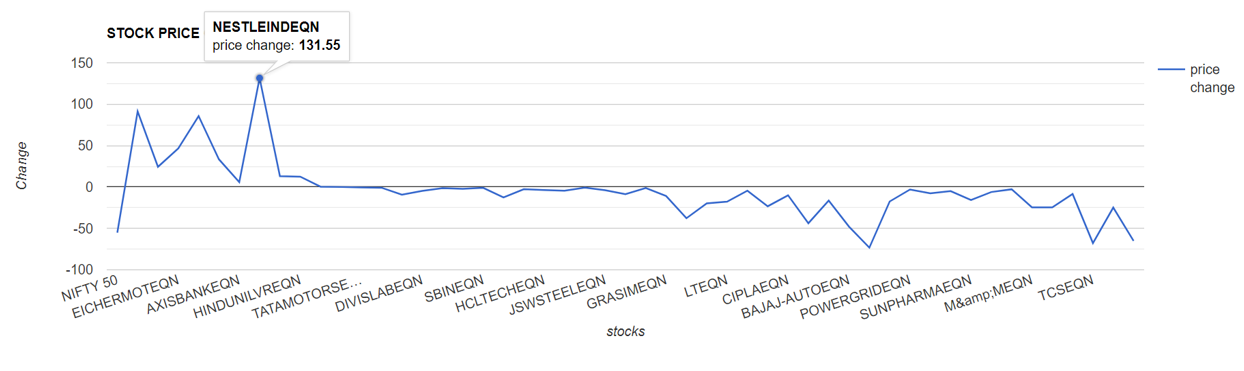 NESTLEINDEQN
STOCK PRICE
price change: 131.55
150
100
50
0
-50
-100
Change
price
change
NIFTY 50
EICHERMOTEQN
AXISBANKEQN
HINDUNILVREQN
TATAMOTORSE...
DIVISLABEQN
SBINEQN
HCLTECHEQN
JSWSTEELEQN
GRASIMEQN
LTEQN
CIPLAEQN
BAJAJ-AUTOEQN
POWERGRIDEQN
SUNPHARMAEQN
M&amp;MEQN
TCSEQN
stocks